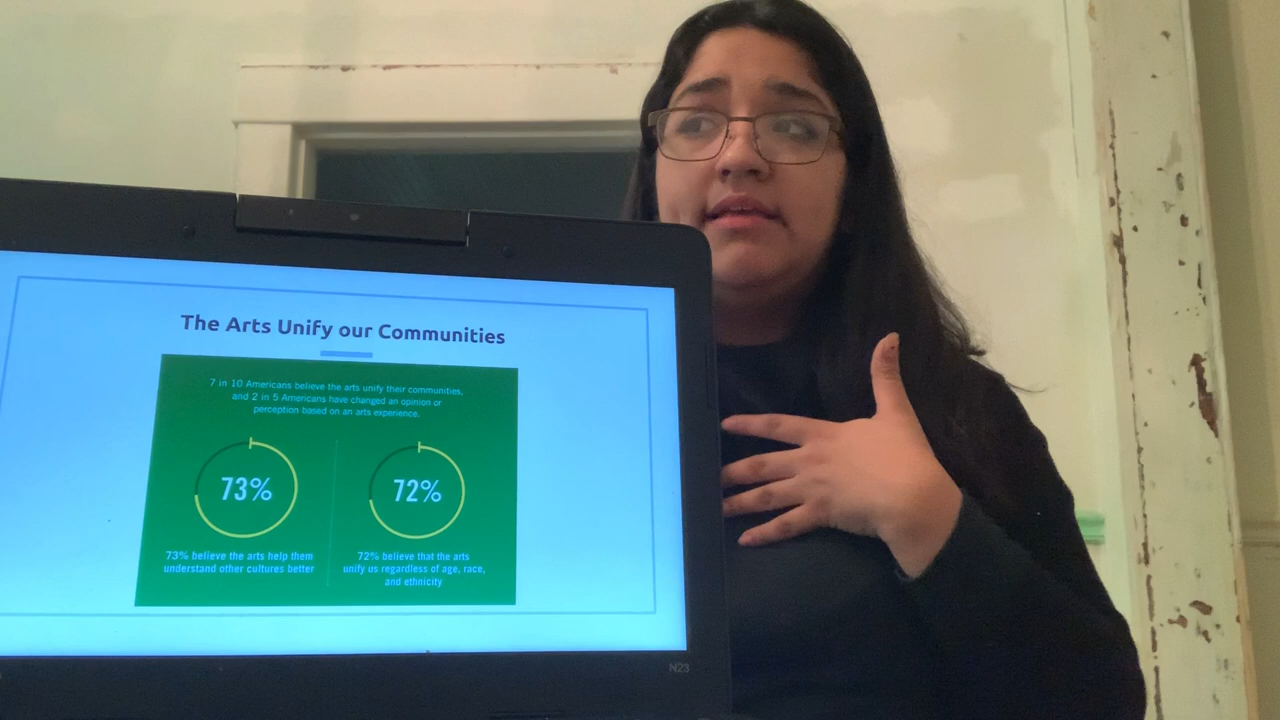 The Arts Unify our Communities
7 in 10 Americans believe the arts unify their communities,
and 2 in 5 Americans have changed an opinion or
perception based on an arts experience.
73%
72%
73% believe the arts help them
understand other cultures better
72% believe that the arts
unify us regardless of age, race,
and ethnicity
N23